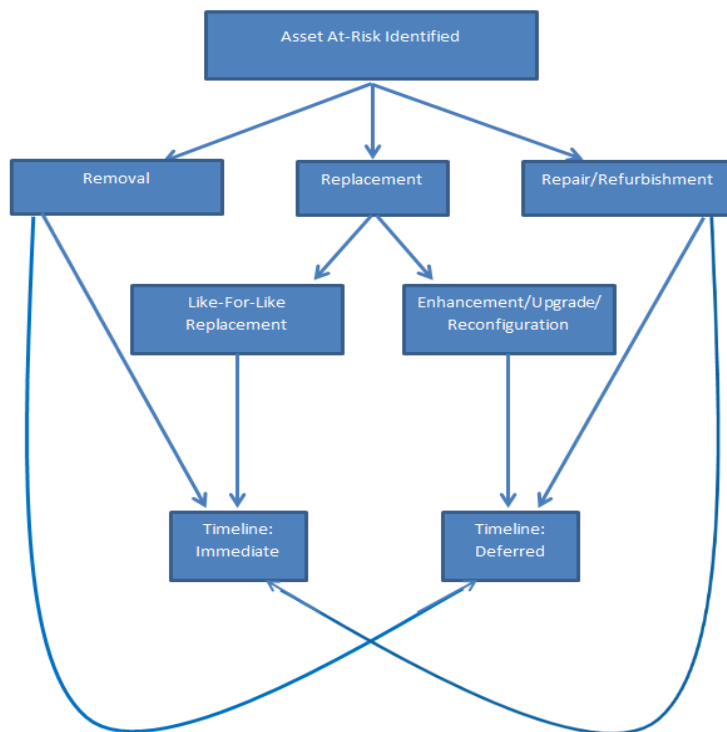 Asset At-Risk Identified
Removal
Replacement
Repair/Refurbishment
Like-For-Like
Replacement
Enhancement/Upgrade/
Reconfiguration
Timeline:
Immediate
Timeline:
Deferred